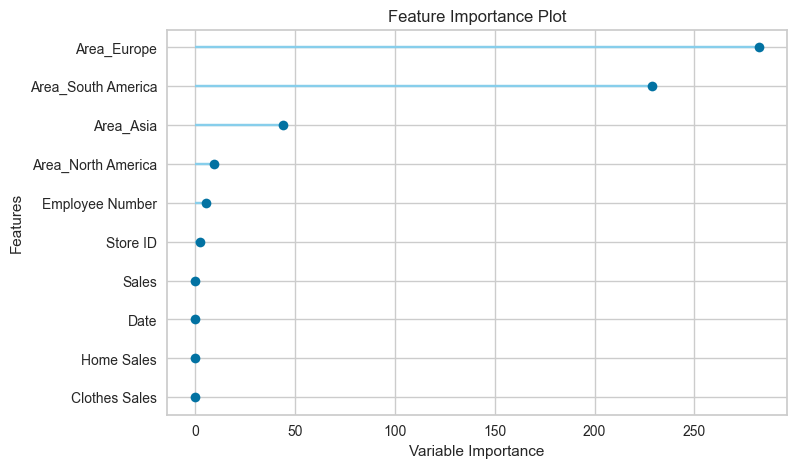 Feature Importance Plot
Area_Europe
Area_South America
Area_Asia
Area_North America
Employee Number
Store ID
Sales
Date
Home Sales
Clothes Sales
Features
0 50 100 150 200 250
Variable Importance